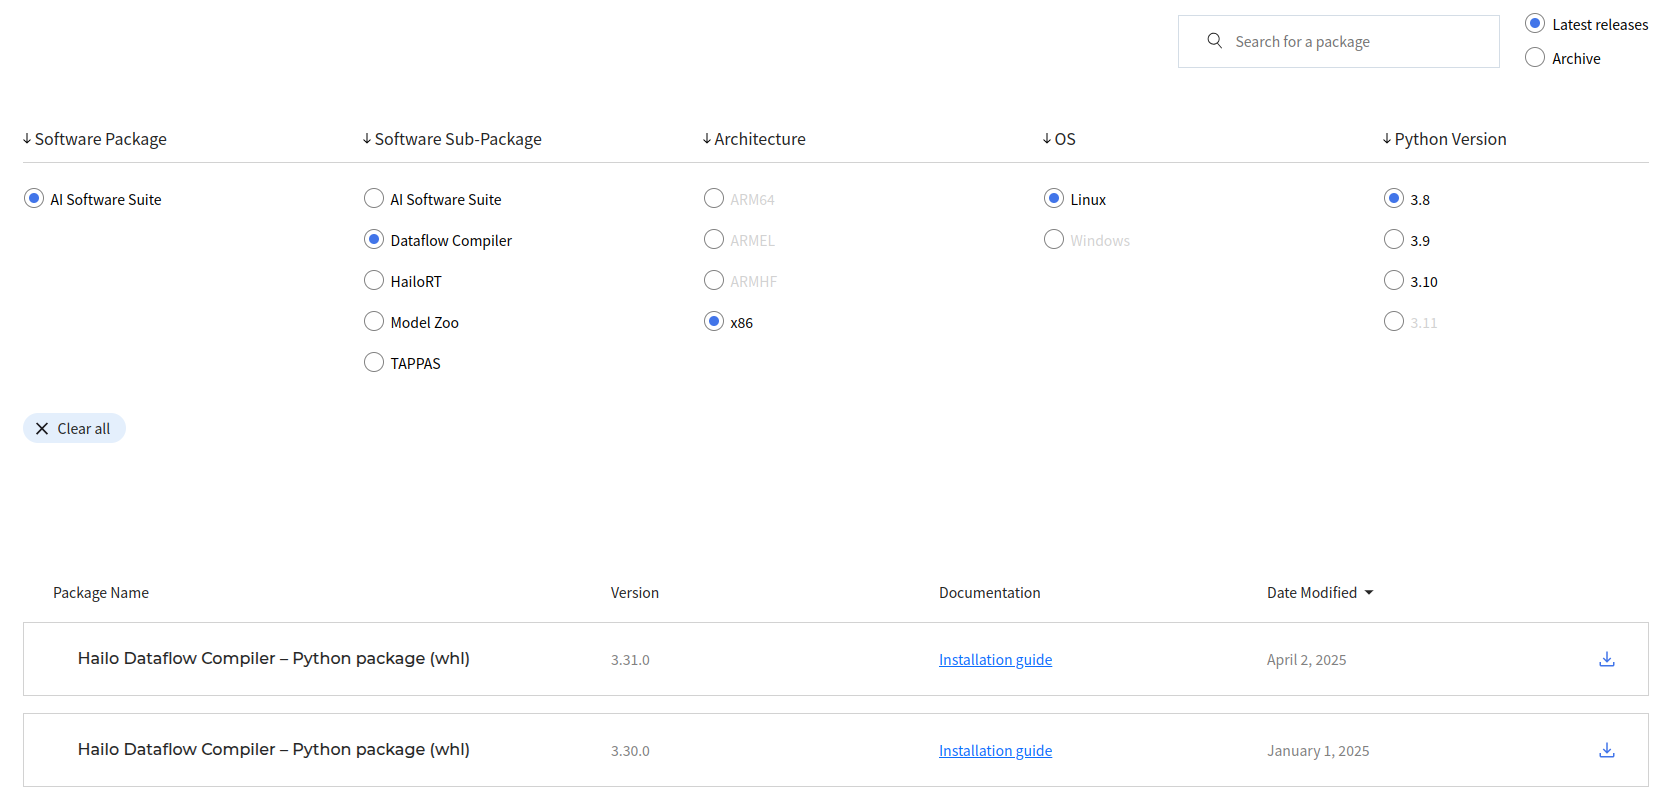 Search for a package
Latest releases
Archive
Software Package
Software Sub-Package
Architecture
OS
Python Version
AI Software Suite
AI Software Suite
ARM64
Linux
3.8
Dataflow Compiler
ARMEL
Windows
3.9
HailoRT
ARMHF
3.10
Model Zoo
x86
3.11
TAPPAS
Clear all
Package Name
Version
Documentation
Date Modified
Hailo Dataflow Compiler – Python package (whl)
3.31.0
Installation guide
April 2, 2025
Hailo Dataflow Compiler – Python package (whl)
3.30.0
Installation guide
January 1, 2025